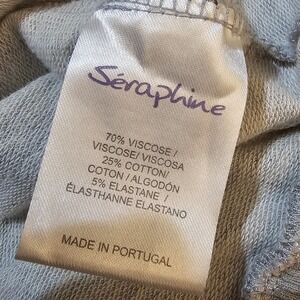 Séraphine
70% VISCOSE /
VISCOSE/ VISCOSA
25% COTTON/
COTON / ALGODÓN
5% ELASTANE /
ÉLASTHANNE ELASTANO
MADE IN PORTUGAL